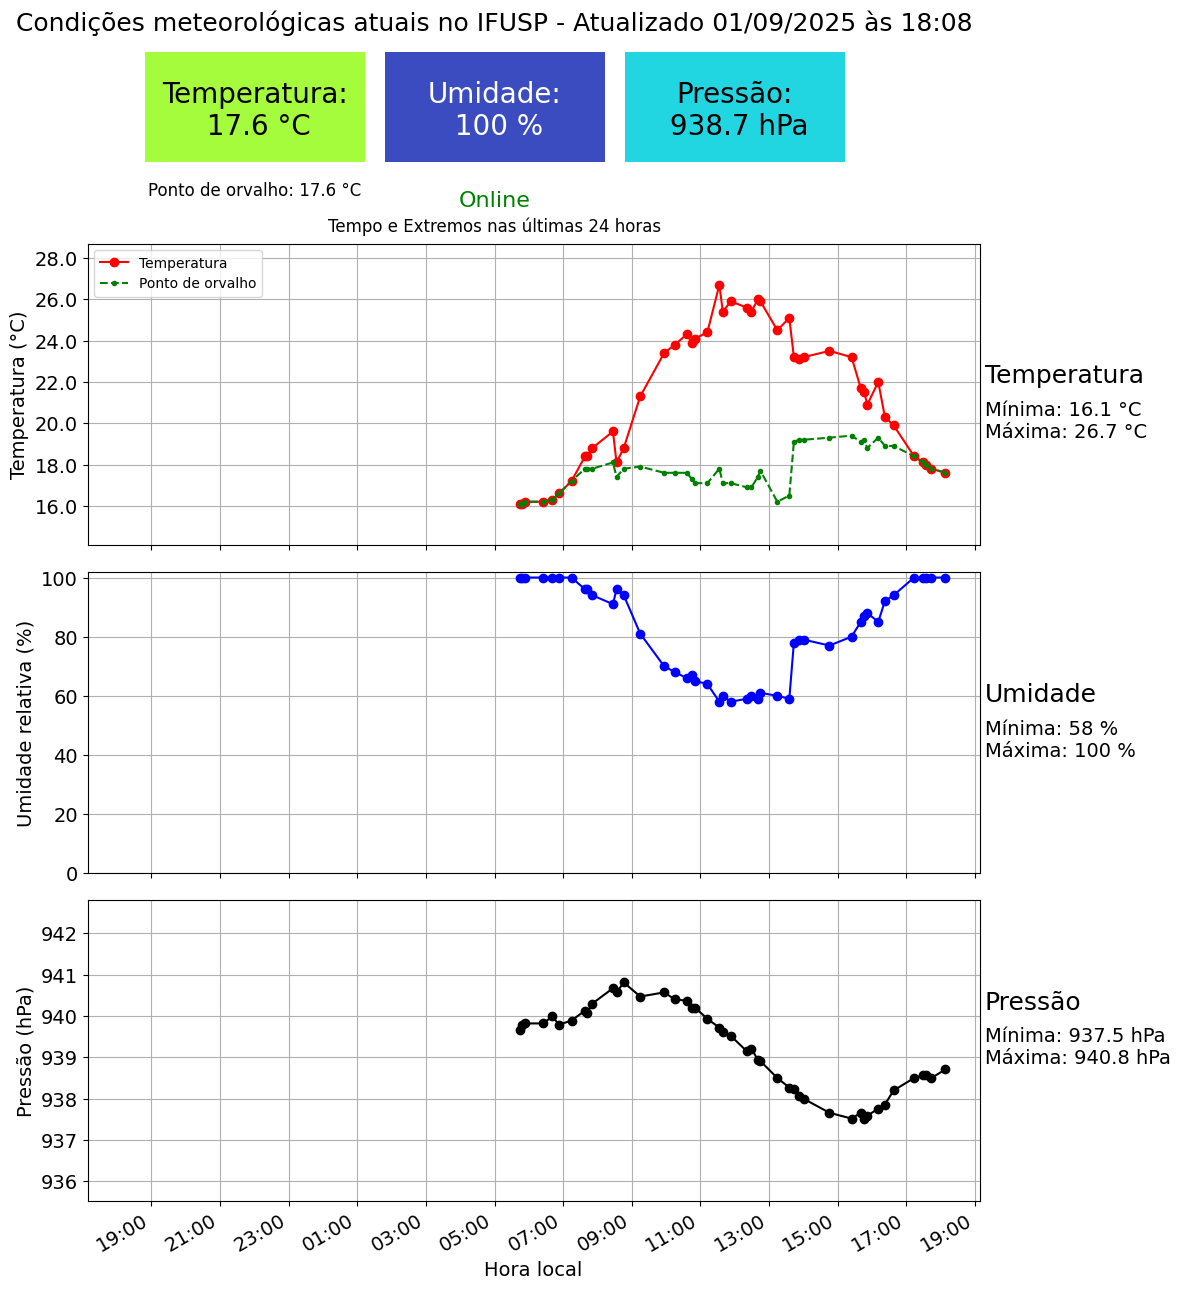 Condições meteorológicas atuais no IFUSP - Atualizado 01/09/2025 às 18:08
Temperatura:
17.6 °C
Umidade:
100 %
Pressão:
938.7 hPa
Ponto de orvalho: 17.6 °C
Online
Tempo e Extremos nas últimas 24 horas
Temperatura (°C)
28.0
26.0
24.0
22.0
20.0
18.0
16.0
Temperatura
Ponto de orvalho
Temperatura
Mínima: 16.1 °C
Máxima: 26.7 °C
Umidade relativa (%)
100
80
60
40
20
0
Umidade
Mínima: 58 %
Máxima: 100 %
Pressão (hPa)
942
941
940
939
938
937
936
Pressão
Mínima: 937.5 hPa
Máxima: 940.8 hPa
19:00 21:00 23:00 01:00 03:00 05:00 07:00 09:00 11:00 13:00 15:00 17:00 19:00
Hora local